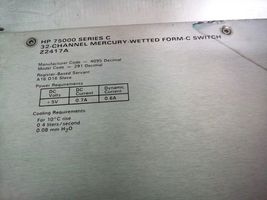 HP 75000 SERIES C
32-CHANNEL MERCURY-WETTED FORM-C SWITCH
Z2417A
Manufacturer Code — 4095 Decimal
Model Code — 291 Decimal
Register-Based Servant
A16 D16 Slave
Power Requirements
DC Volts DC Current Dynamic Current
+5V 0.7A 0.6A
Cooling Requirements
For 10°C rise
0.4 liters/second
0.08 mm H₂O